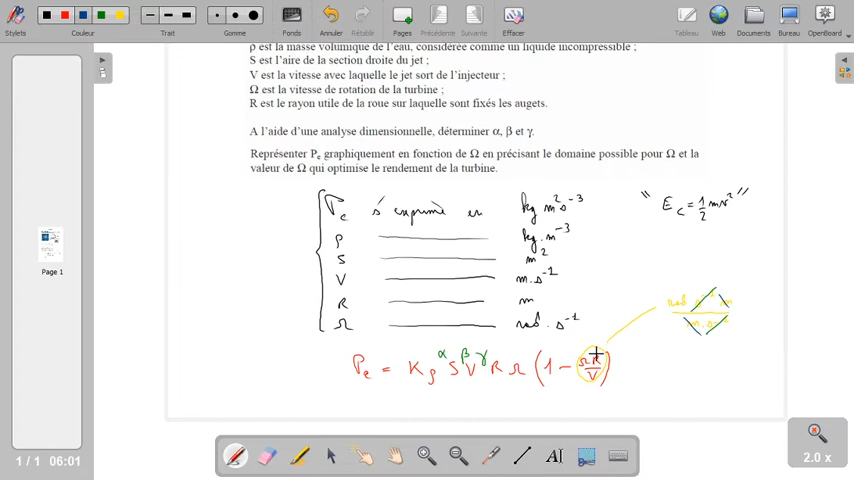 Stylets
Couleur
Gomme
Fonds
Annuler
Rétablir
Pages
Précédente
Suivante
Effacer
Tableau
Web
Documents
Bureau
OpenBoard
ρ est la masse volumique de l'eau, considérée comme un liquide incompressible ;
S est l'aire de la section droite du jet ;
V est la vitesse avec laquelle le jet sort de l'injecteur ;
Ω est la vitesse de rotation de la turbine ;
R est le rayon utile de la roue sur laquelle sont fixés les augets.
A l'aide d'une analyse dimensionnelle, déterminer α, β et γ.
Représenter Pe graphiquement en fonction de Ω en précisant le domaine possible pour Ω et la
valeur de Ω qui optimise le rendement de la turbine.
Pe s'exprime en kg m² s⁻³
" Ec = 1/2 mv² "
ρ kg.m⁻³
S m²
V m.s⁻¹
R m
Ω rad.s⁻¹
Pe = K ρ^α S^β V^γ R Ω (1 - ΩR/V)
Page 1
1 / 1 06:01
2.0 x